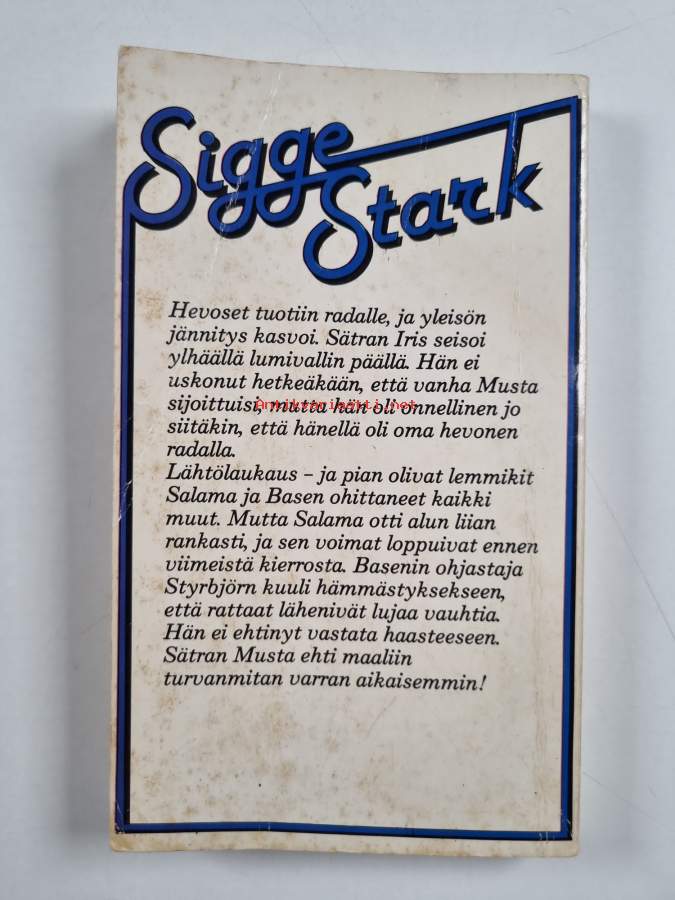 Sigge
Stark
Hevoset tuotiin radalle, ja yleisön
jännitys kasvoi. Sätran Iris seisoi
ylhäällä lumivallin päällä. Hän ei
uskonut hetkeäkään, että vanha Musta
sijoittuisi, mutta hän oli onnellinen jo
Antikvariaatti.net
siitäkin, että hänellä oli oma hevonen
radalla.
Lähtölaukaus – ja pian olivat lemmikit
Salama ja Basen ohittaneet kaikki
muut. Mutta Salama otti alun liian
rankasti, ja sen voimat loppuivat ennen
viimeistä kierrosta. Basenin ohjastaja
Styrbjörn kuuli hämmästyksekseen,
että rattaat lähenivät lujaa vauhtia.
Hän ei ehtinyt vastata haasteeseen.
Sätran Musta ehti maaliin
turvanmitan varran aikaisemmin!